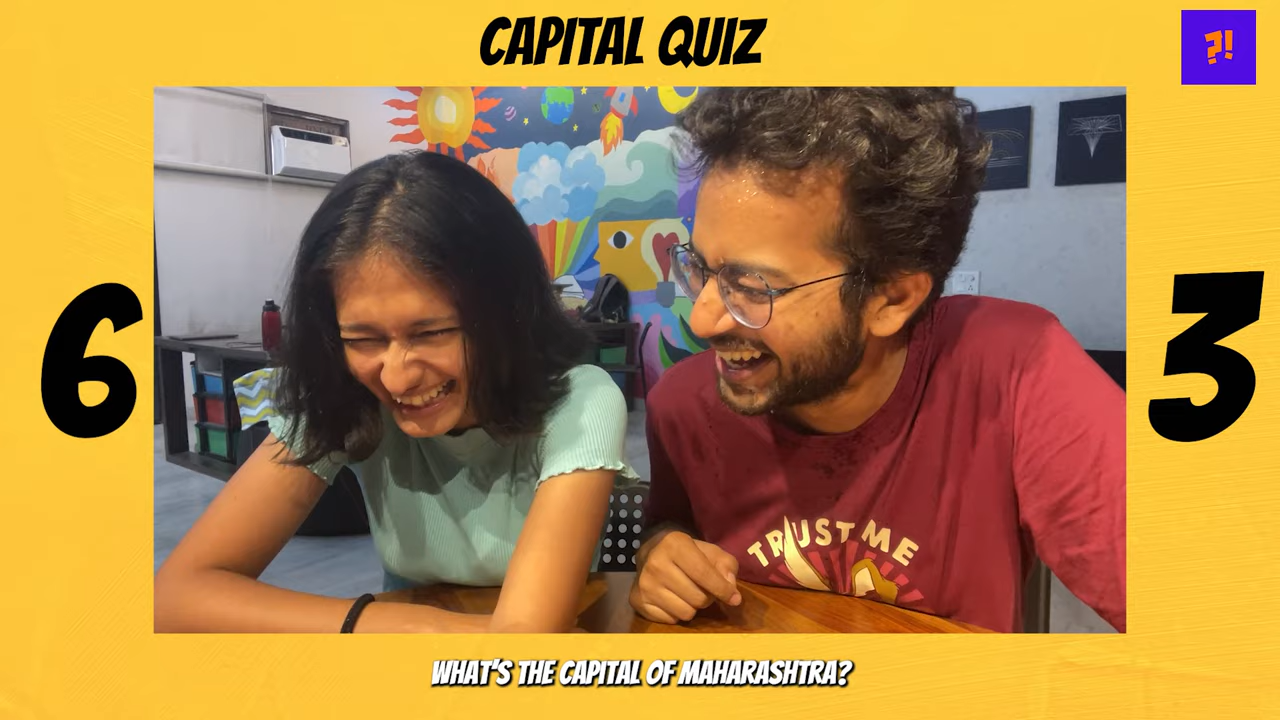 CAPITAL QUIZ
?!
6
3
TRUST ME
WHAT'S THE CAPITAL OF MAHARASHTRA?